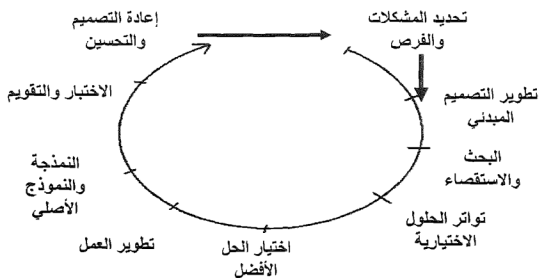 إعادة التصميم
والتحسين
تحديد المشكلات
والفرص
تطوير التصميم
المبدئي
البحث
والاستقصاء
تواتر الحلول
الاختيارية
اختيار الحل
الأفضل
تطوير العمل
النمذجة
والنموذج
الأصلي
الاختبار والتقويم